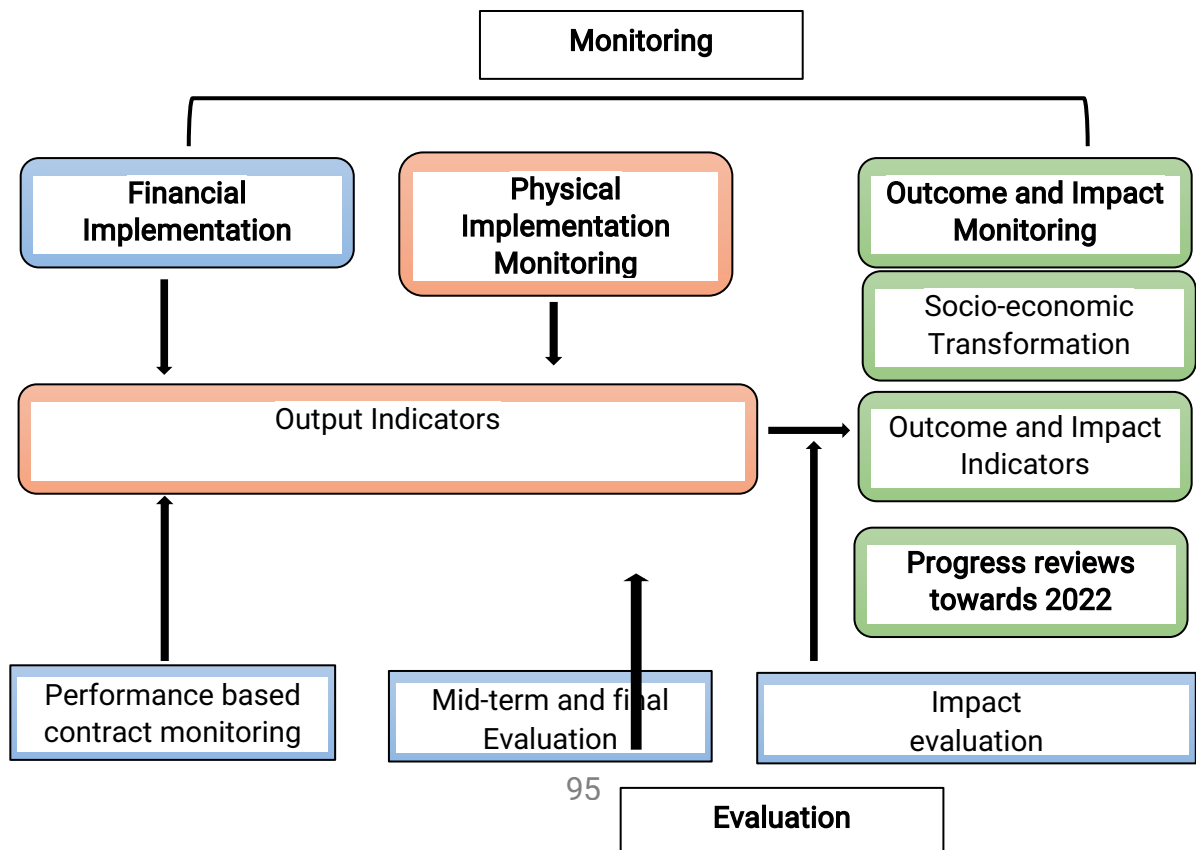 Monitoring
Financial
Implementation
Physical
Implementation
Monitoring
Outcome and Impact
Monitoring
Socio-economic
Transformation
Output Indicators
Outcome and Impact
Indicators
Progress reviews
towards 2022
Performance based
contract monitoring
Mid-term and final
Evaluation
Impact
evaluation
95
Evaluation